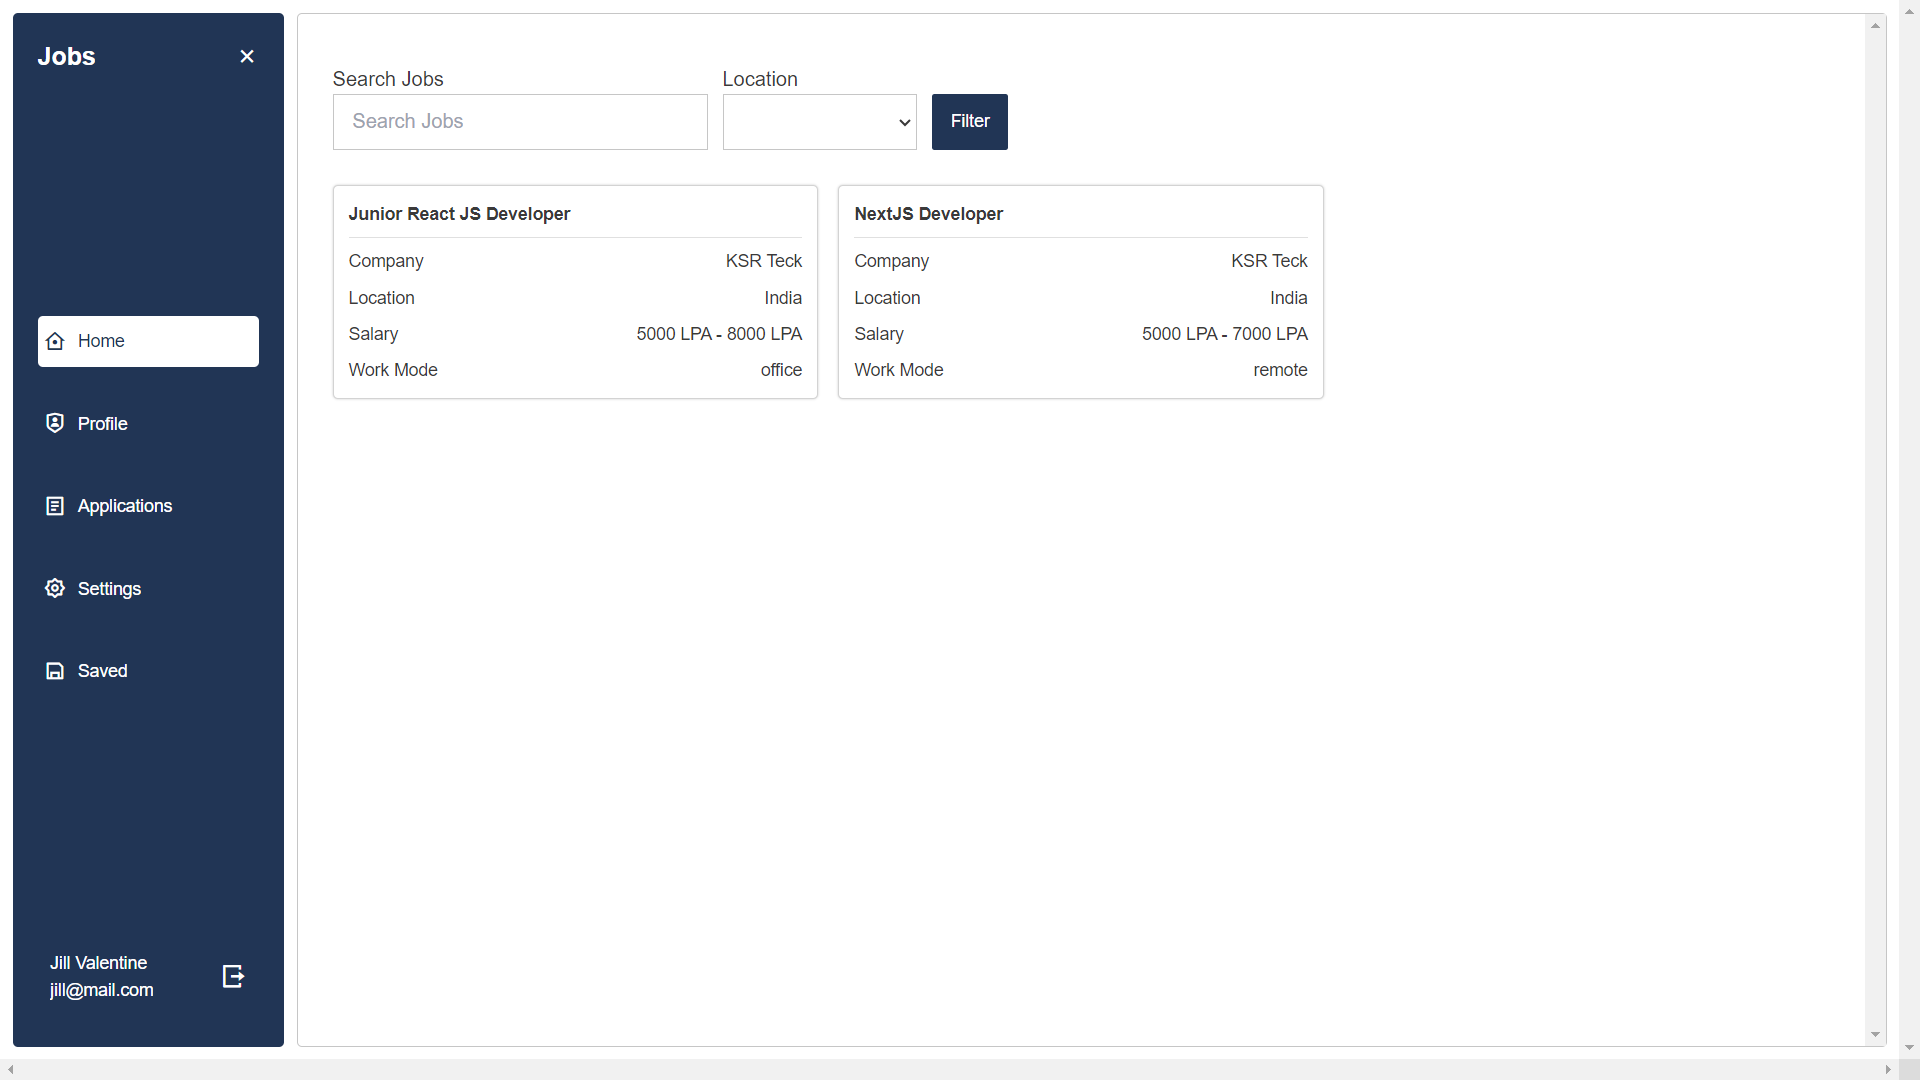 Jobs
Home
Profile
Applications
Settings
Saved
Jill Valentine
jill@mail.com
Search Jobs
Location
Search Jobs
Filter
Junior React JS Developer
Company KSR Teck
Location India
Salary 5000 LPA - 8000 LPA
Work Mode office
NextJS Developer
Company KSR Teck
Location India
Salary 5000 LPA - 7000 LPA
Work Mode remote